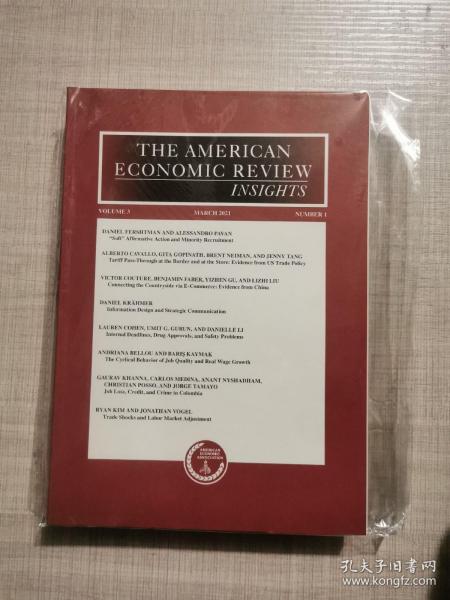 THE AMERICAN
ECONOMIC REVIEW
INSIGHTS
VOLUME 3 MARCH 2021 NUMBER 1
DANIEL FERSHTMAN AND ALESSANDRO PAVAN
"Soft" Affirmative Action and Minority Recruitment
ALBERTO CAVALLO, GITA GOPINATH, BRENT NEIMAN, AND JENNY TANG
Tariff Pass-Through at the Border and at the Store: Evidence from US Trade Policy
VICTOR COUTURE, BENJAMIN FABER, YIZHEN GU, AND LIZHI LIU
Connecting the Countryside via E-Commerce: Evidence from China
DANIEL KRÄHMER
Information Design and Strategic Communication
LAUREN COHEN, UMIT G. GURUN, AND DANIELLE LI
Internal Deadlines, Drug Approvals, and Safety Problems
ANDRIANA BELLOU AND BARIŞ KAYMAK
The Cyclical Behavior of Job Quality and Real Wage Growth
GAURAV KHANNA, CARLOS MEDINA, ANANT NYSHADHAM,
CHRISTIAN POSSO, AND JORGE TAMAYO
Job Loss, Credit, and Crime in Colombia
RYAN KIM AND JONATHAN VOGEL
Trade Shocks and Labor Market Adjustment
AMERICAN
ECONOMIC
ASSOCIATION
孔夫子旧书网
www.kongfz.com